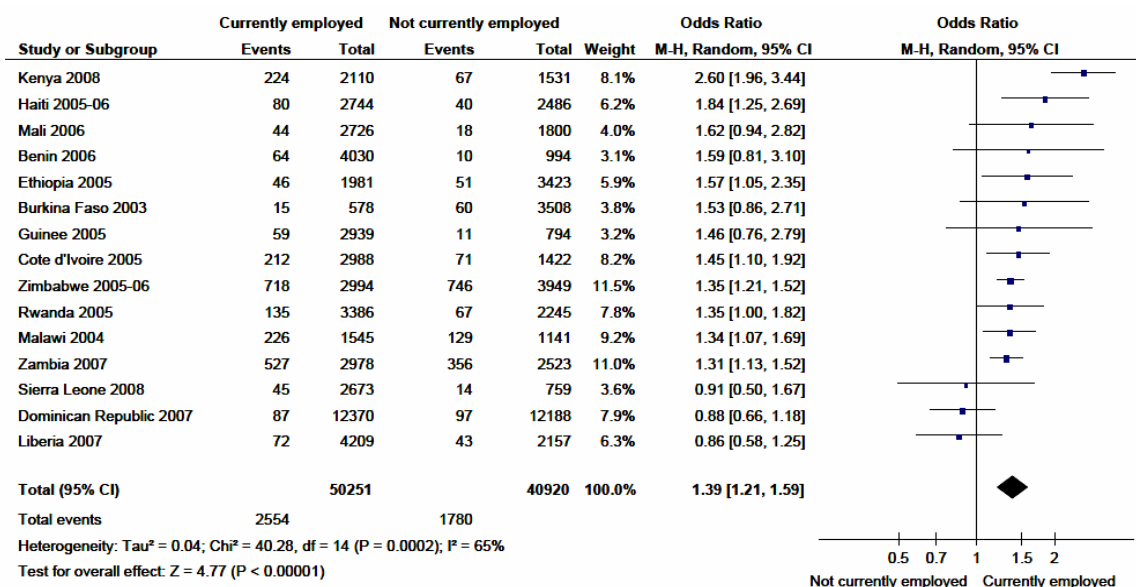 Currently employed Not currently employed Odds Ratio Odds Ratio
Study or Subgroup Events Total Events Total Weight M-H, Random, 95% CI M-H, Random, 95% CI
Kenya 2008 224 2110 67 1531 8.1% 2.60 [1.96, 3.44]
Haiti 2005-06 80 2744 40 2486 6.2% 1.84 [1.25, 2.69]
Mali 2006 44 2726 18 1800 4.0% 1.62 [0.94, 2.82]
Benin 2006 64 4030 10 994 3.1% 1.59 [0.81, 3.10]
Ethiopia 2005 46 1981 51 3423 5.9% 1.57 [1.05, 2.35]
Burkina Faso 2003 15 578 60 3508 3.8% 1.53 [0.86, 2.71]
Guinee 2005 59 2939 11 794 3.2% 1.46 [0.76, 2.79]
Cote d'Ivoire 2005 212 2988 71 1422 8.2% 1.45 [1.10, 1.92]
Zimbabwe 2005-06 718 2994 746 3949 11.5% 1.35 [1.21, 1.52]
Rwanda 2005 135 3386 67 2245 7.8% 1.35 [1.00, 1.82]
Malawi 2004 226 1545 129 1141 9.2% 1.34 [1.07, 1.69]
Zambia 2007 527 2978 356 2523 11.0% 1.31 [1.13, 1.52]
Sierra Leone 2008 45 2673 14 759 3.6% 0.91 [0.50, 1.67]
Dominican Republic 2007 87 12370 97 12188 7.9% 0.88 [0.66, 1.18]
Liberia 2007 72 4209 43 2157 6.3% 0.86 [0.58, 1.25]
Total (95% CI) 50251 40920 100.0% 1.39 [1.21, 1.59]
Total events 2554 1780
Heterogeneity: Tau² = 0.04; Chi² = 40.28, df = 14 (P = 0.0002); I² = 65%
Test for overall effect: Z = 4.77 (P < 0.00001)
0.5 0.7 1 1.5 2
Not currently employed Currently employed